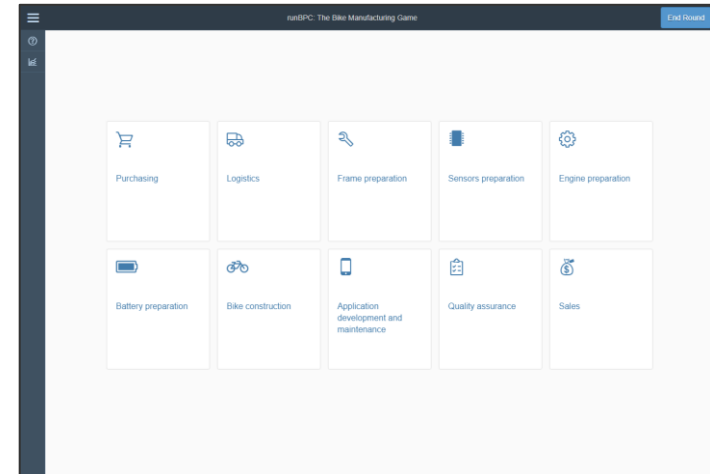 runBPC: The Bike Manufacturing Game
End Round
Purchasing
Logistics
Frame preparation
Sensors preparation
Engine preparation
Battery preparation
Bike construction
Application
development and
maintenance
Quality assurance
Sales